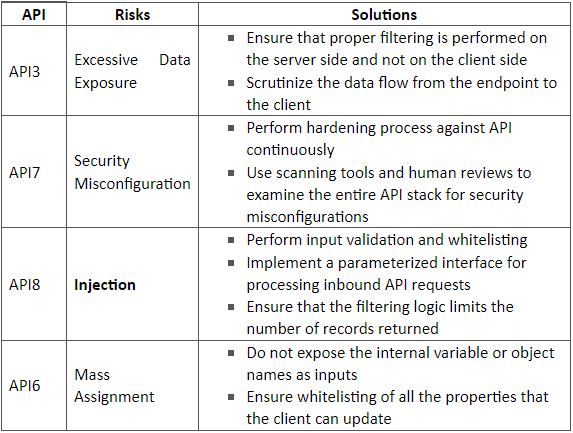 API Risks Solutions
API3
Excessive Data
Exposure
▪ Ensure that proper filtering is performed on
the server side and not on the client side
▪ Scrutinize the data flow from the endpoint to
the client
API7
Security
Misconfiguration
▪ Perform hardening process against API
continuously
▪ Use scanning tools and human reviews to
examine the entire API stack for security
misconfigurations
API8
Injection
▪ Perform input validation and whitelisting
▪ Implement a parameterized interface for
processing inbound API requests
▪ Ensure that the filtering logic limits the
number of records returned
API6
Mass
Assignment
▪ Do not expose the internal variable or object
names as inputs
▪ Ensure whitelisting of all the properties that
the client can update